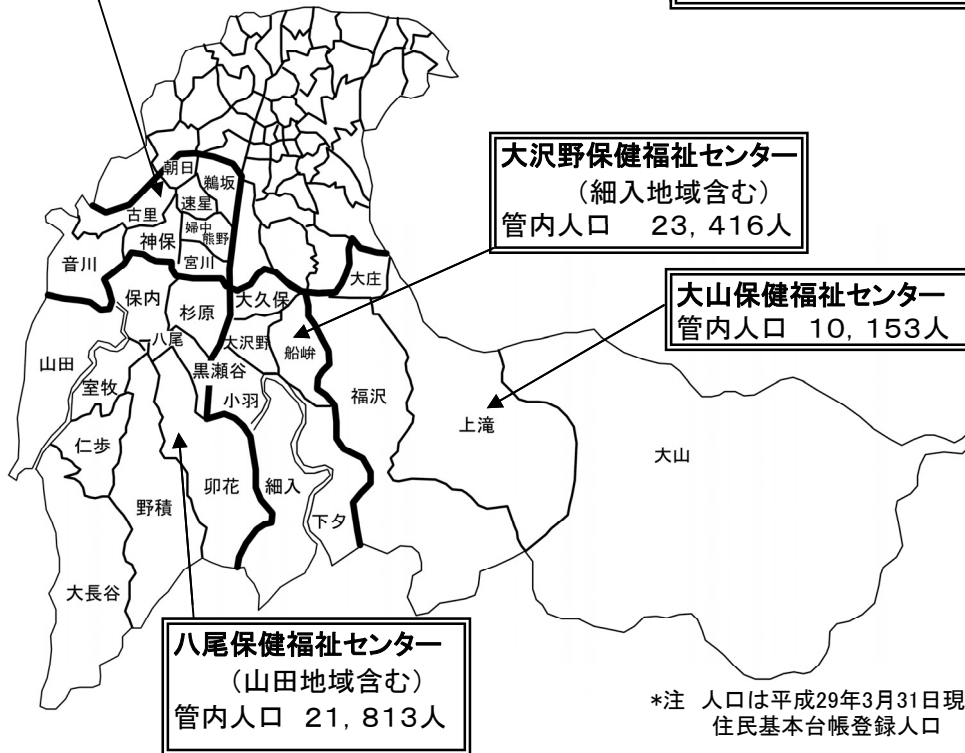 朝日
鵜坂
速星
古里
婦中
熊野
神保
宮川
音川
大沢野保健福祉センター
(細入地域含む)
管内人口 23,416人
大庄
大山保健福祉センター
管内人口 10,153人
保内
杉原
大久保
八尾
大沢野
船峅
山田
室牧
黒瀬谷
小羽
福沢
上滝
大山
仁歩
野積
卯花
細入
下タ
大長谷
八尾保健福祉センター
(山田地域含む)
管内人口 21,813人
*注 人口は平成29年3月31日現
住民基本台帳登録人口